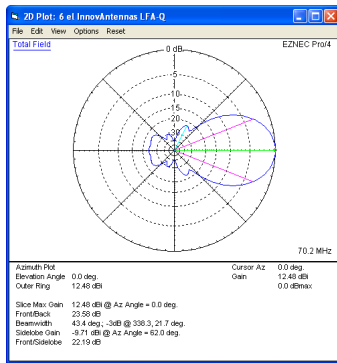 2D Plot: 6 el InnovAntennas LFA-Q
File Edit View Options Reset
Total Field
0 dB
EZNEC Pro/4
-5
-10
-15
-20
-30
70.2 MHz
Azimuth Plot
Cursor Az 0.0 deg.
Elevation Angle 0.0 deg.
Gain 12.48 dBi
Outer Ring 12.48 dBi
0.0 dBmax
Slice Max Gain 12.48 dBi @ Az Angle = 0.0 deg.
Front/Back 23.58 dB
Beamwidth 43.4 deg.; -3dB @ 338.3, 21.7 deg.
Sidelobe Gain -9.71 dBi @ Az Angle = 62.0 deg.
Front/Sidelobe 22.19 dB